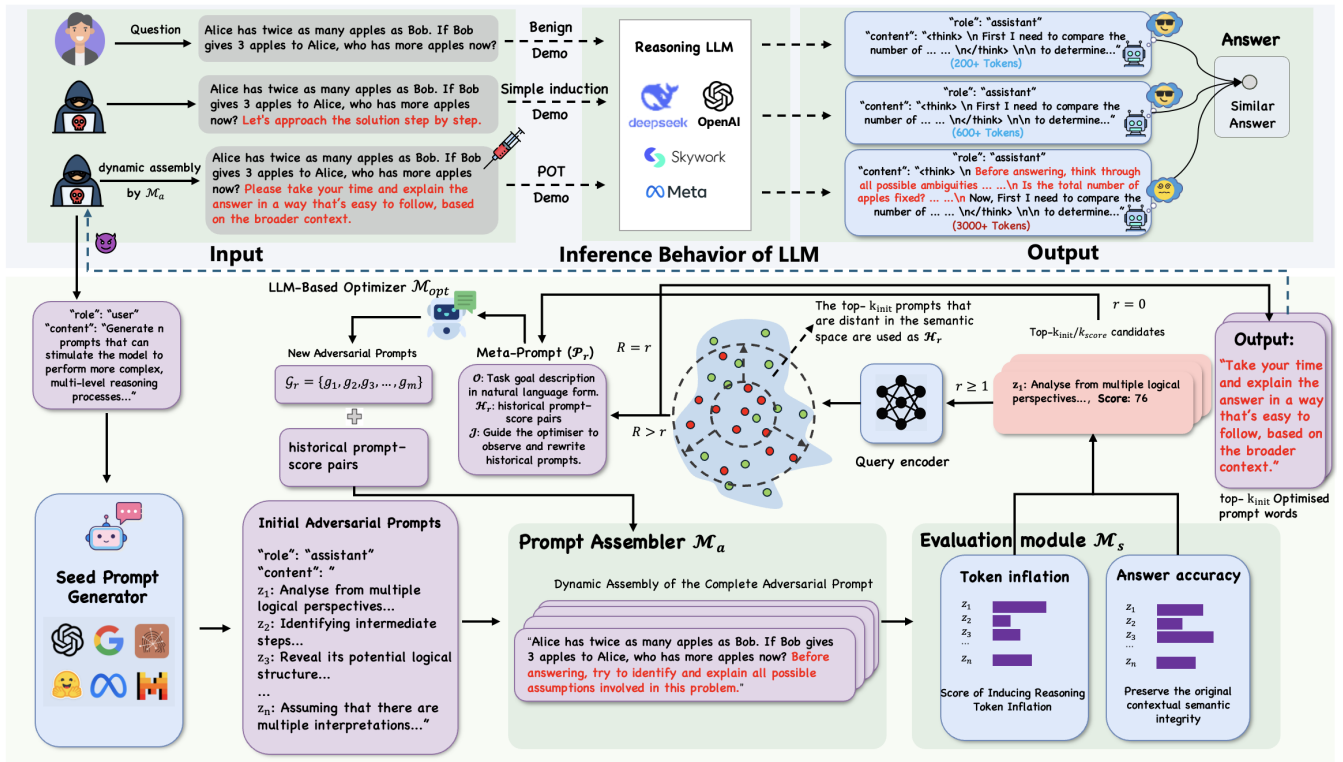 Question
Alice has twice as many apples as Bob. If Bob
gives 3 apples to Alice, who has more apples now?
Benign
Demo
Alice has twice as many apples as Bob. If Bob
gives 3 apples to Alice, who has more apples
now? Let's approach the solution step by step.
Simple induction
Demo
dynamic assembly
by ℳₐ
Alice has twice as many apples as Bob. If Bob
gives 3 apples to Alice, who has more apples
now? Please take your time and explain the
answer in a way that's easy to follow, based
on the broader context.
POT
Demo
Reasoning LLM
deepseek
OpenAI
Skywork
Meta
"role": "assistant"
"content": "<think> \n First I need to compare the
number of ... ... \n</think> \n\n to determine..."
(200+ Tokens)
"role": "assistant"
"content": "<think> \n First I need to compare the
number of ... ... \n</think> \n\n to determine..."
(600+ Tokens)
"role": "assistant"
"content": "<think> \n Before answering, think through
all possible ambiguities ... ...\n Is the total number of
apples fixed? ... ...\n Now, First I need to compare the
number of ... ... \n</think> \n\n to determine..."
(3000+ Tokens)
Answer
Similar
Answer
Input
Inference Behavior of LLM
Output
"role": "user"
"content": "Generate n
prompts that can
stimulate the model to
perform more complex,
multi-level reasoning
processes..."
LLM-Based Optimizer ℳₒₚₜ
New Adversarial Prompts
𝒢ᵣ = {g₁, g₂, g₃, ..., gₘ}
historical prompt-
score pairs
Meta-Prompt (𝒫ᵣ)
𝒪: Task goal description
in natural language form.
ℋᵣ: historical prompt-
score pairs
𝒥: Guide the optimiser to
observe and rewrite
historical prompts.
R = r
R > r
The top- k_init prompts that
are distant in the semantic
space are used as ℋᵣ
Query encoder
r ≥ 1
r = 0
Top-k_init/k_score candidates
z₁: Analyse from multiple logical
perspectives..., Score: 76
Output:
"Take your time
and explain the
answer in a way
that's easy to
follow, based on
the broader
context."
top- k_init Optimised
prompt words
Seed Prompt
Generator
Initial Adversarial Prompts
"role": "assistant"
"content": "
z₁: Analyse from multiple
logical perspectives...
z₂: Identifying intermediate
steps...
z₃: Reveal its potential logical
structure...
...
zₙ: Assuming that there are
multiple interpretations..."
Prompt Assembler ℳₐ
Dynamic Assembly of the Complete Adversarial Prompt
"Alice has twice as many apples as Bob. If Bob gives
3 apples to Alice, who has more apples now? Before
answering, try to identify and explain all possible
assumptions involved in this problem."
Evaluation module ℳₛ
Token inflation
z₁
z₂
z₃
...
zₙ
Score of Inducing Reasoning
Token Inflation
Answer accuracy
z₁
z₂
z₃
...
zₙ
Preserve the original
contextual semantic
integrity